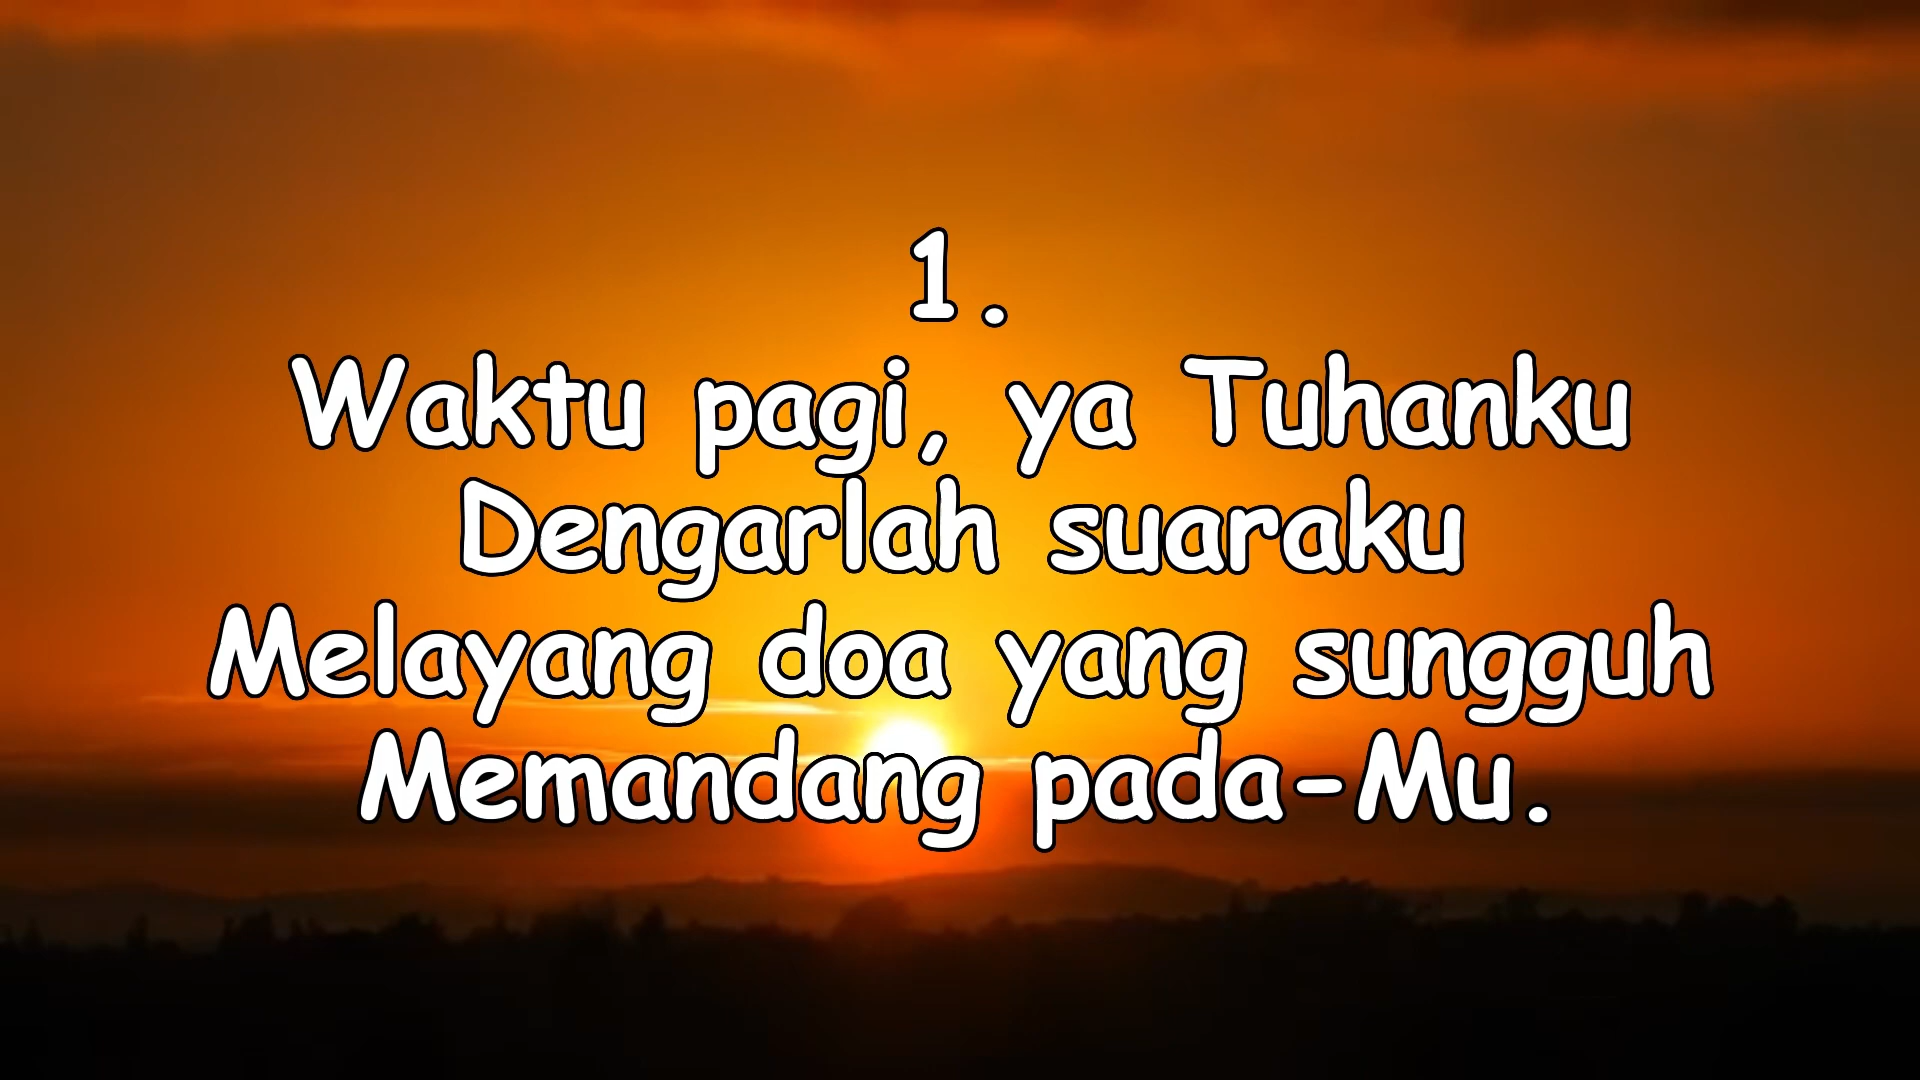 1.
Waktu pagi, ya Tuhanku
Dengarlah suaraku
Melayang doa yang sungguh
Memandang pada-Mu.